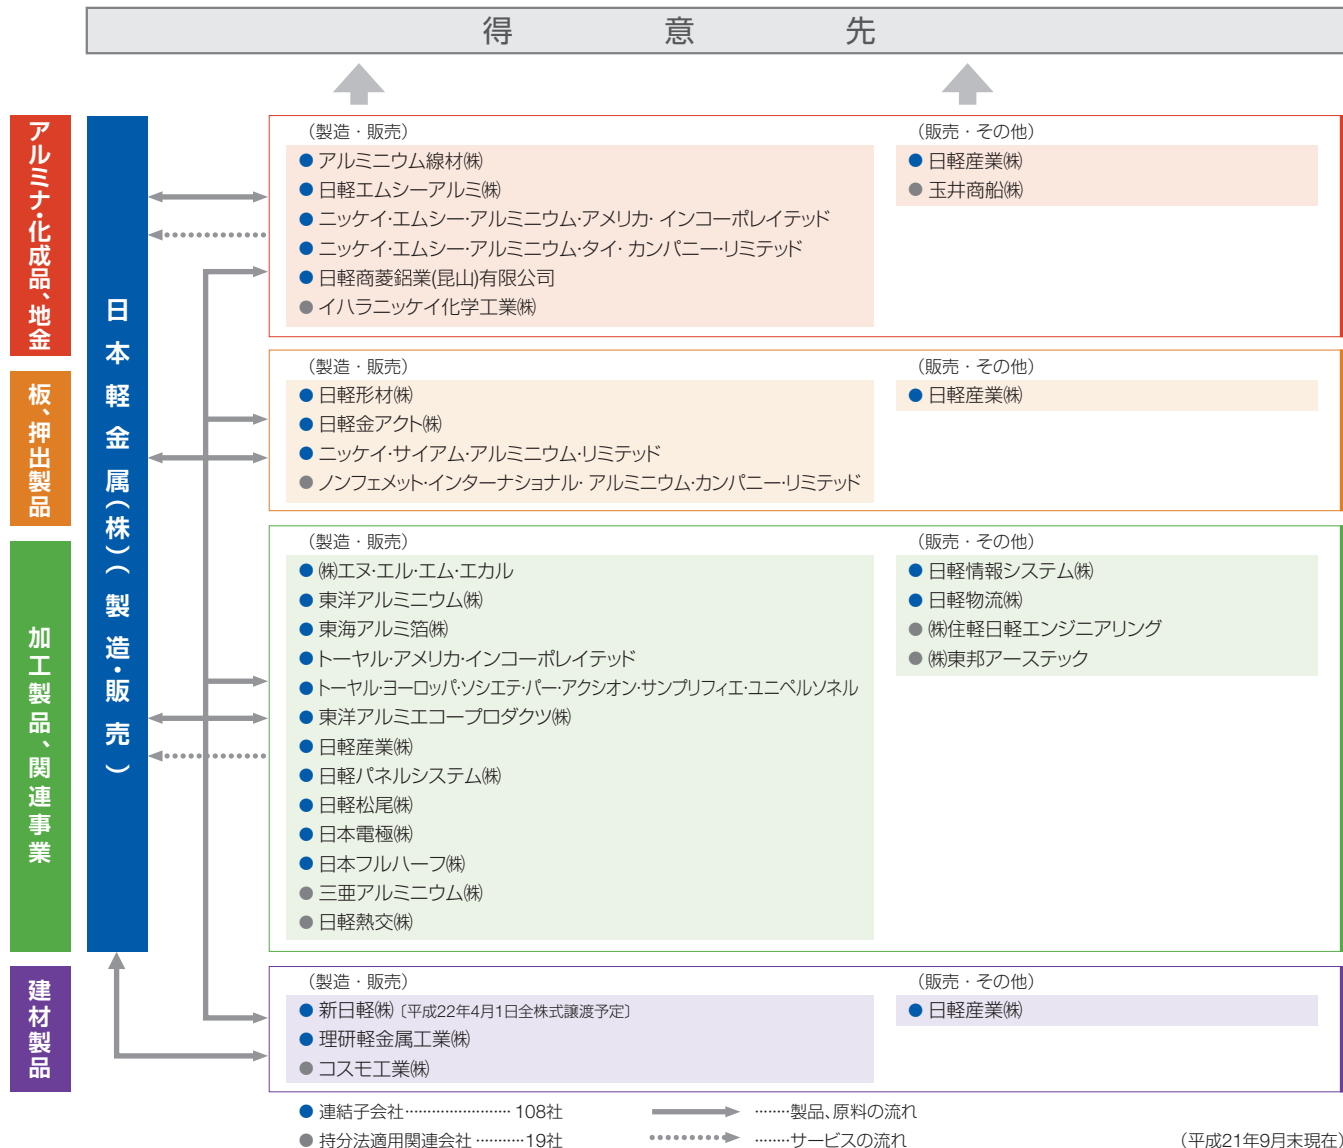 得意先
アルミナ・化成品、地金
日本軽金属(株)(製造・販売)
(製造・販売)
● アルミニウム線材㈱
● 日軽エムシーアルミ㈱
● ニッケイ・エムシー・アルミニウム・アメリカ・インコーポレイテッド
● ニッケイ・エムシー・アルミニウム・タイ・カンパニー・リミテッド
● 日軽商菱鋁業(昆山)有限公司
● イハラニッケイ化学工業㈱
(販売・その他)
● 日軽産業㈱
● 玉井商船㈱
板、押出製品
(製造・販売)
● 日軽形材㈱
● 日軽金アクト㈱
● ニッケイ・サイアム・アルミニウム・リミテッド
● ノンフェメット・インターナショナル・アルミニウム・カンパニー・リミテッド
(販売・その他)
● 日軽産業㈱
加工製品、関連事業
(製造・販売)
● ㈱エヌ・エル・エム・エカル
● 東洋アルミニウム㈱
● 東海アルミ箔㈱
● トーヤル・アメリカ・インコーポレイテッド
● トーヤル・ヨーロッパ・ソシエテ・パー・アクシオン・サンプリフィエ・ユニペルソネル
● 東洋アルミエコープロダクツ㈱
● 日軽産業㈱
● 日軽パネルシステム㈱
● 日軽松尾㈱
● 日本電極㈱
● 日本フルハーフ㈱
● 三亜アルミニウム㈱
● 日軽熱交㈱
(販売・その他)
● 日軽情報システム㈱
● 日軽物流㈱
● ㈱住軽日軽エンジニアリング
● ㈱東邦アーステック
建材製品
(製造・販売)
● 新日軽㈱〔平成22年4月1日全株式譲渡予定〕
● 理研軽金属工業㈱
● コスモ工業㈱
(販売・その他)
● 日軽産業㈱
● 連結子会社…………………… 108社
● 持分法適用関連会社 ………19社
………製品、原料の流れ
………サービスの流れ
(平成21年9月末現在)